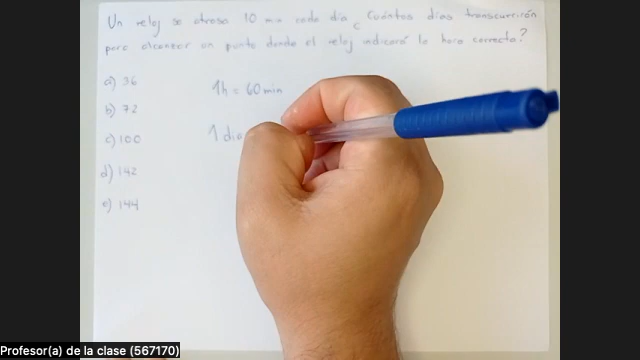 Un reloj se atrasa 10 min cada día ¿Cuántos días transcurrirán
para alcanzar un punto donde el reloj indicará la hora correcta?
a) 36
1h = 60 min
b) 72
1 día
c) 100
d) 142
e) 144
Profesor(a) de la clase (567170)